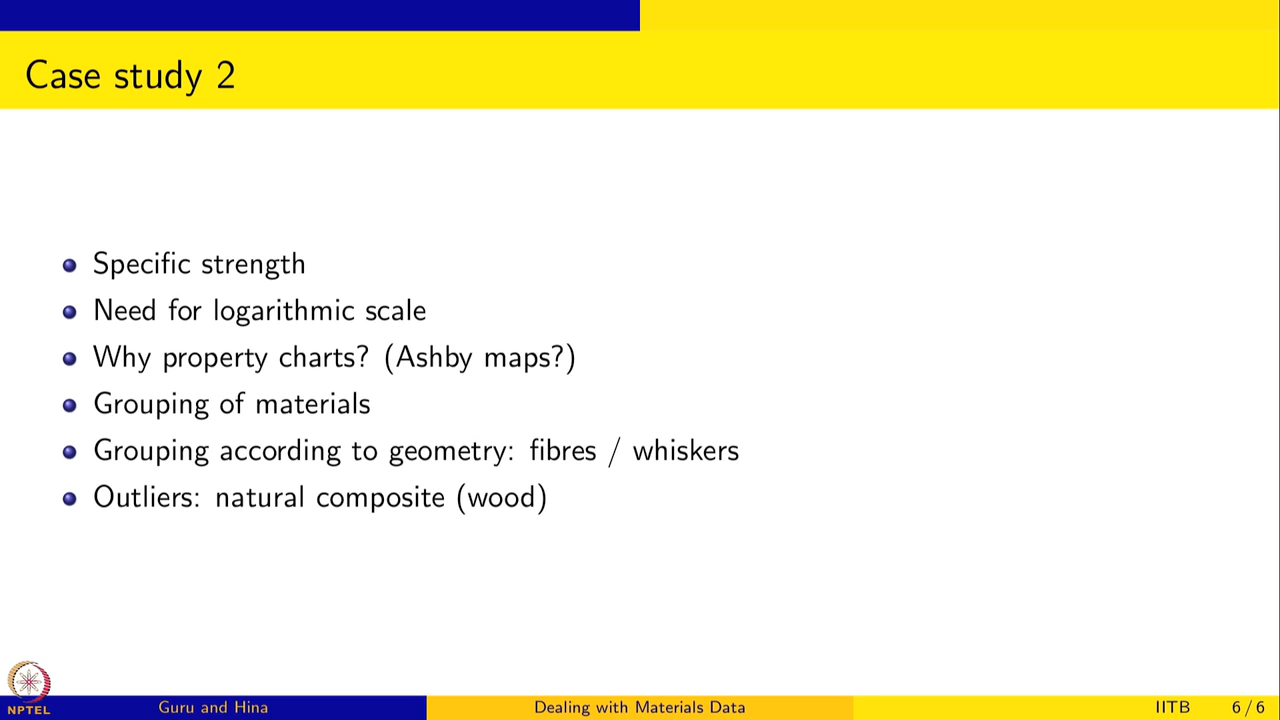 Case study 2
Specific strength
Need for logarithmic scale
Why property charts? (Ashby maps?)
Grouping of materials
Grouping according to geometry: fibres / whiskers
Outliers: natural composite (wood)
NPTEL
Guru and Hina
Dealing with Materials Data
IITB
6 / 6